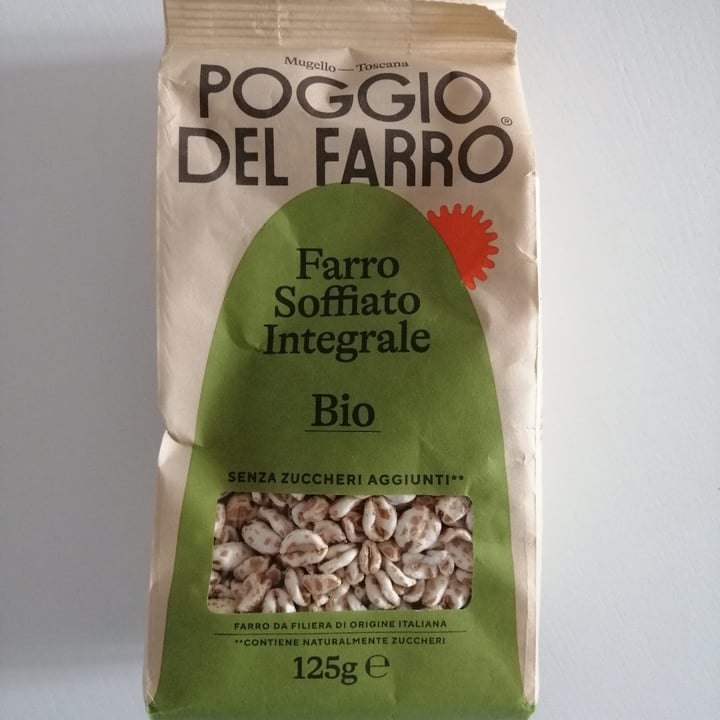 Mugello — Toscana
POGGIO
DEL FARRO®
Farro
Soffiato
Integrale
Bio
SENZA ZUCCHERI AGGIUNTI**
FARRO DA FILIERA DI ORIGINE ITALIANA
**CONTIENE NATURALMENTE ZUCCHERI
125g ℮